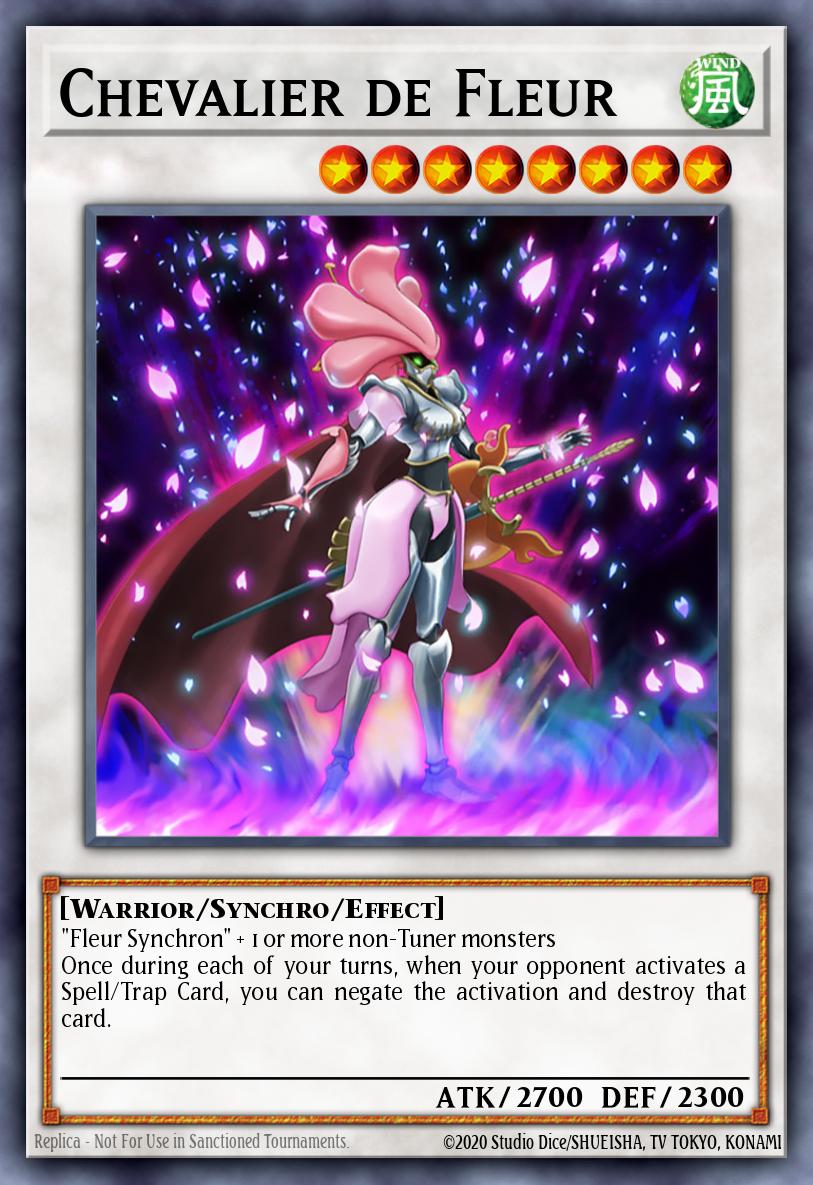 Chevalier de Fleur
WIND
風
[Warrior/Synchro/Effect]
"Fleur Synchron" + 1 or more non-Tuner monsters
Once during each of your turns, when your opponent activates a
Spell/Trap Card, you can negate the activation and destroy that
card.
ATK/2700 DEF/2300
Replica - Not For Use in Sanctioned Tournaments.
©2020 Studio Dice/SHUEISHA, TV TOKYO, KONAMI